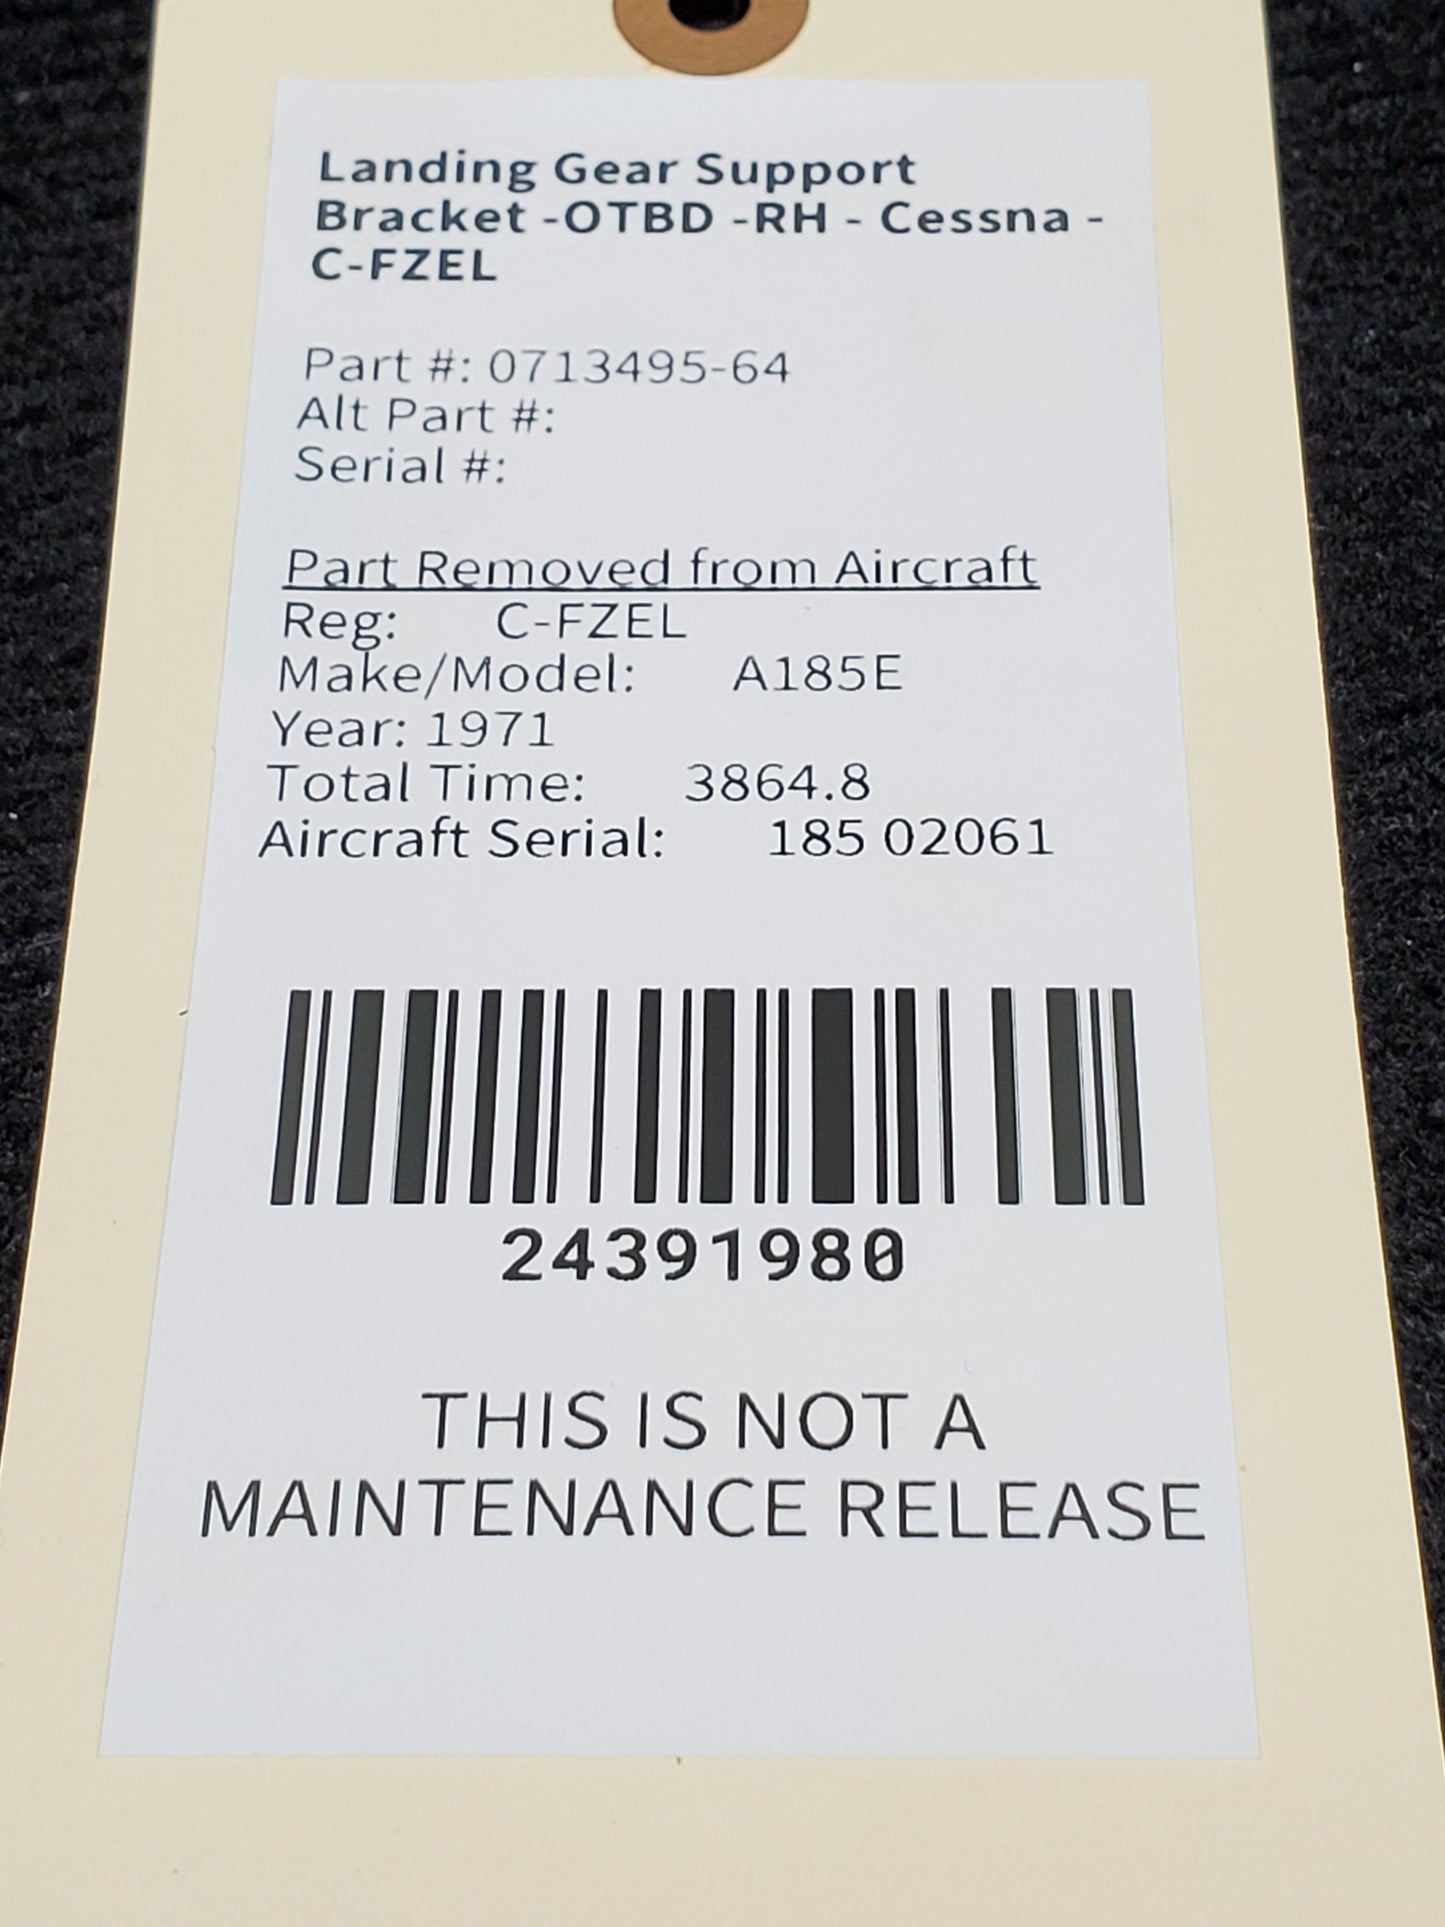 Landing Gear Support
Bracket -OTBD -RH - Cessna -
C-FZEL
Part #: 0713495-64
Alt Part #:
Serial #:
Part Removed from Aircraft
Reg: C-FZEL
Make/Model: A185E
Year: 1971
Total Time: 3864.8
Aircraft Serial: 185 02061
24391980
THIS IS NOT A
MAINTENANCE RELEASE